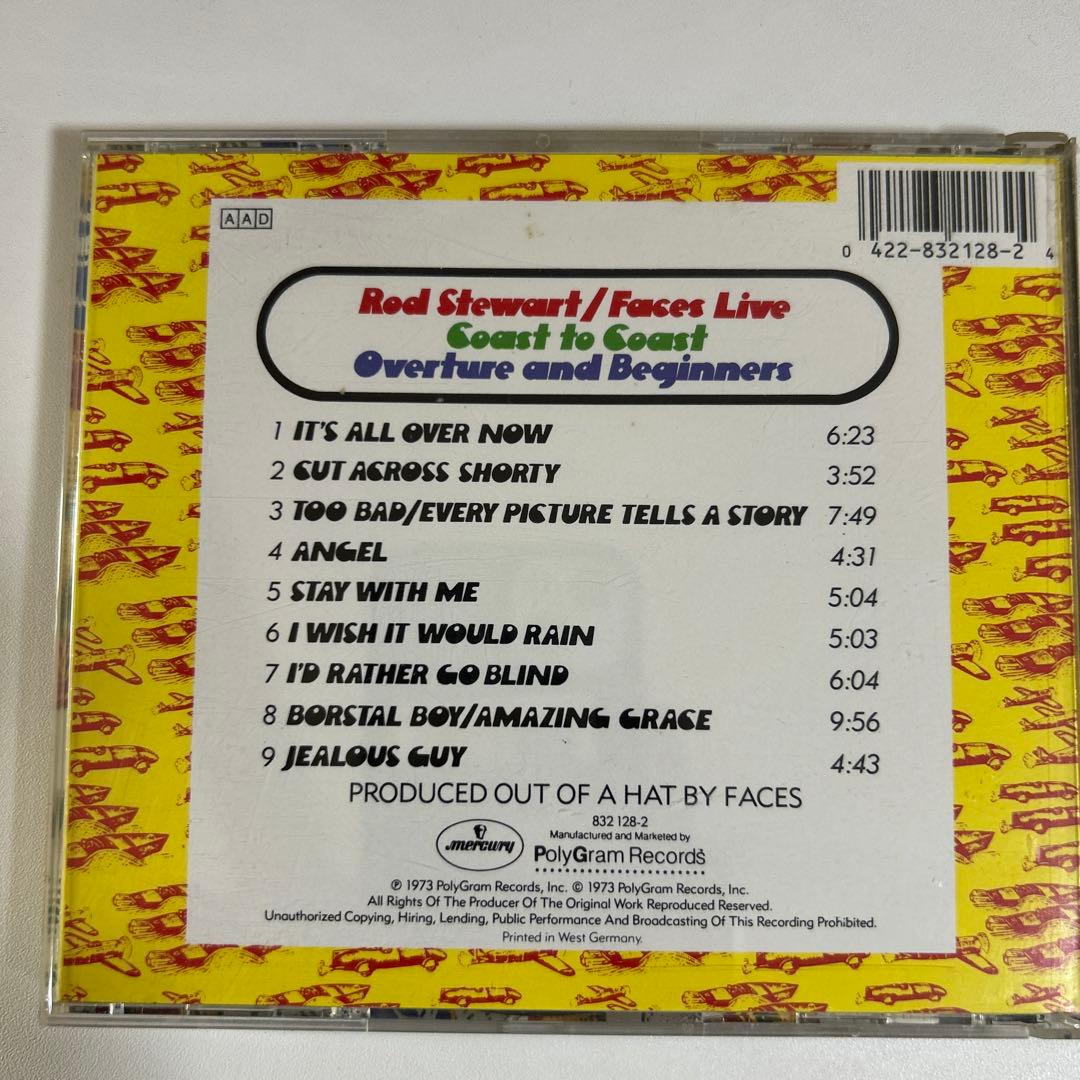 AAD
0 422-832128-2 4
Rod Stewart/Faces Live
Coast to Coast
Overture and Beginners
1 IT'S ALL OVER NOW 6:23
2 CUT ACROSS SHORTY 3:52
3 TOO BAD/EVERY PICTURE TELLS A STORY 7:49
4 ANGEL 4:31
5 STAY WITH ME 5:04
6 I WISH IT WOULD RAIN 5:03
7 I'D RATHER GO BLIND 6:04
8 BORSTAL BOY/AMAZING GRACE 9:56
9 JEALOUS GUY 4:43
PRODUCED OUT OF A HAT BY FACES
832 128-2
Manufactured and Marketed by
mercury PolyGram Records
℗ 1973 PolyGram Records, Inc. © 1973 PolyGram Records, Inc.
All Rights Of The Producer Of The Original Work Reproduced Reserved.
Unauthorized Copying, Hiring, Lending, Public Performance And Broadcasting Of This Recording Prohibited.
Printed in West Germany.